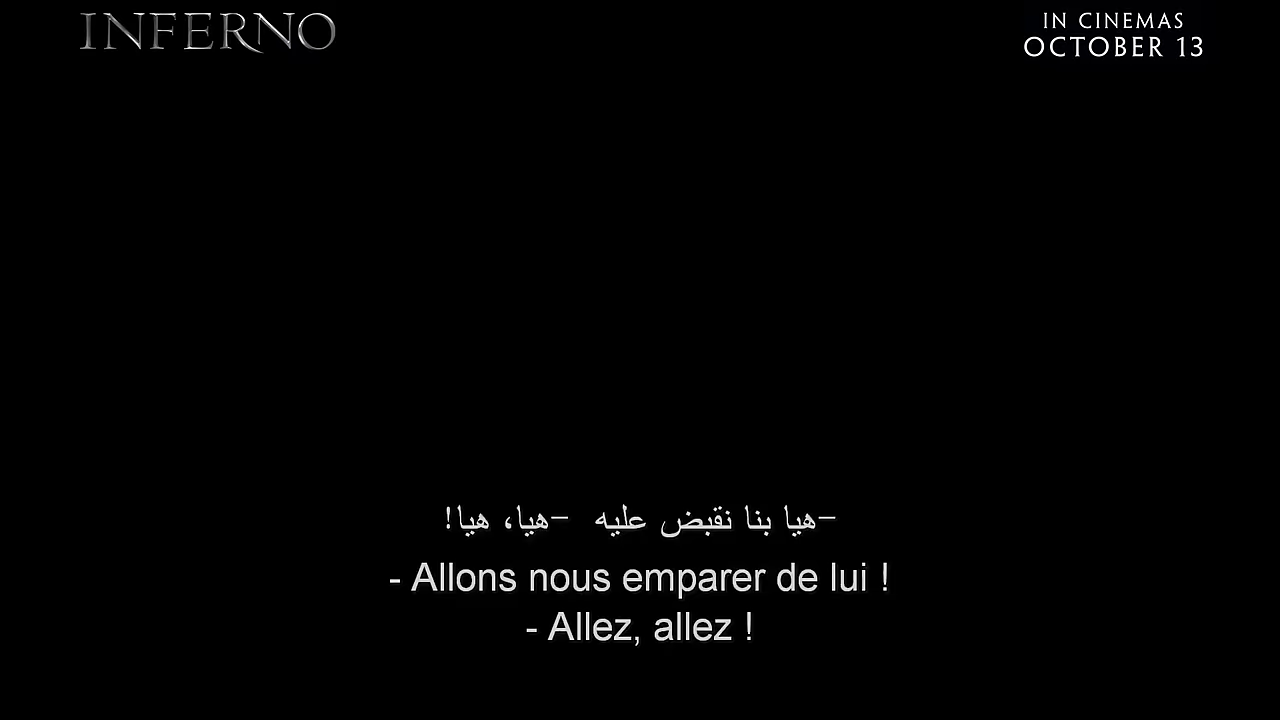 INFERNO
IN CINEMAS
OCTOBER 13
-هيا بنا نقبض عليه -هيا، هيا!
- Allons nous emparer de lui !
- Allez, allez !